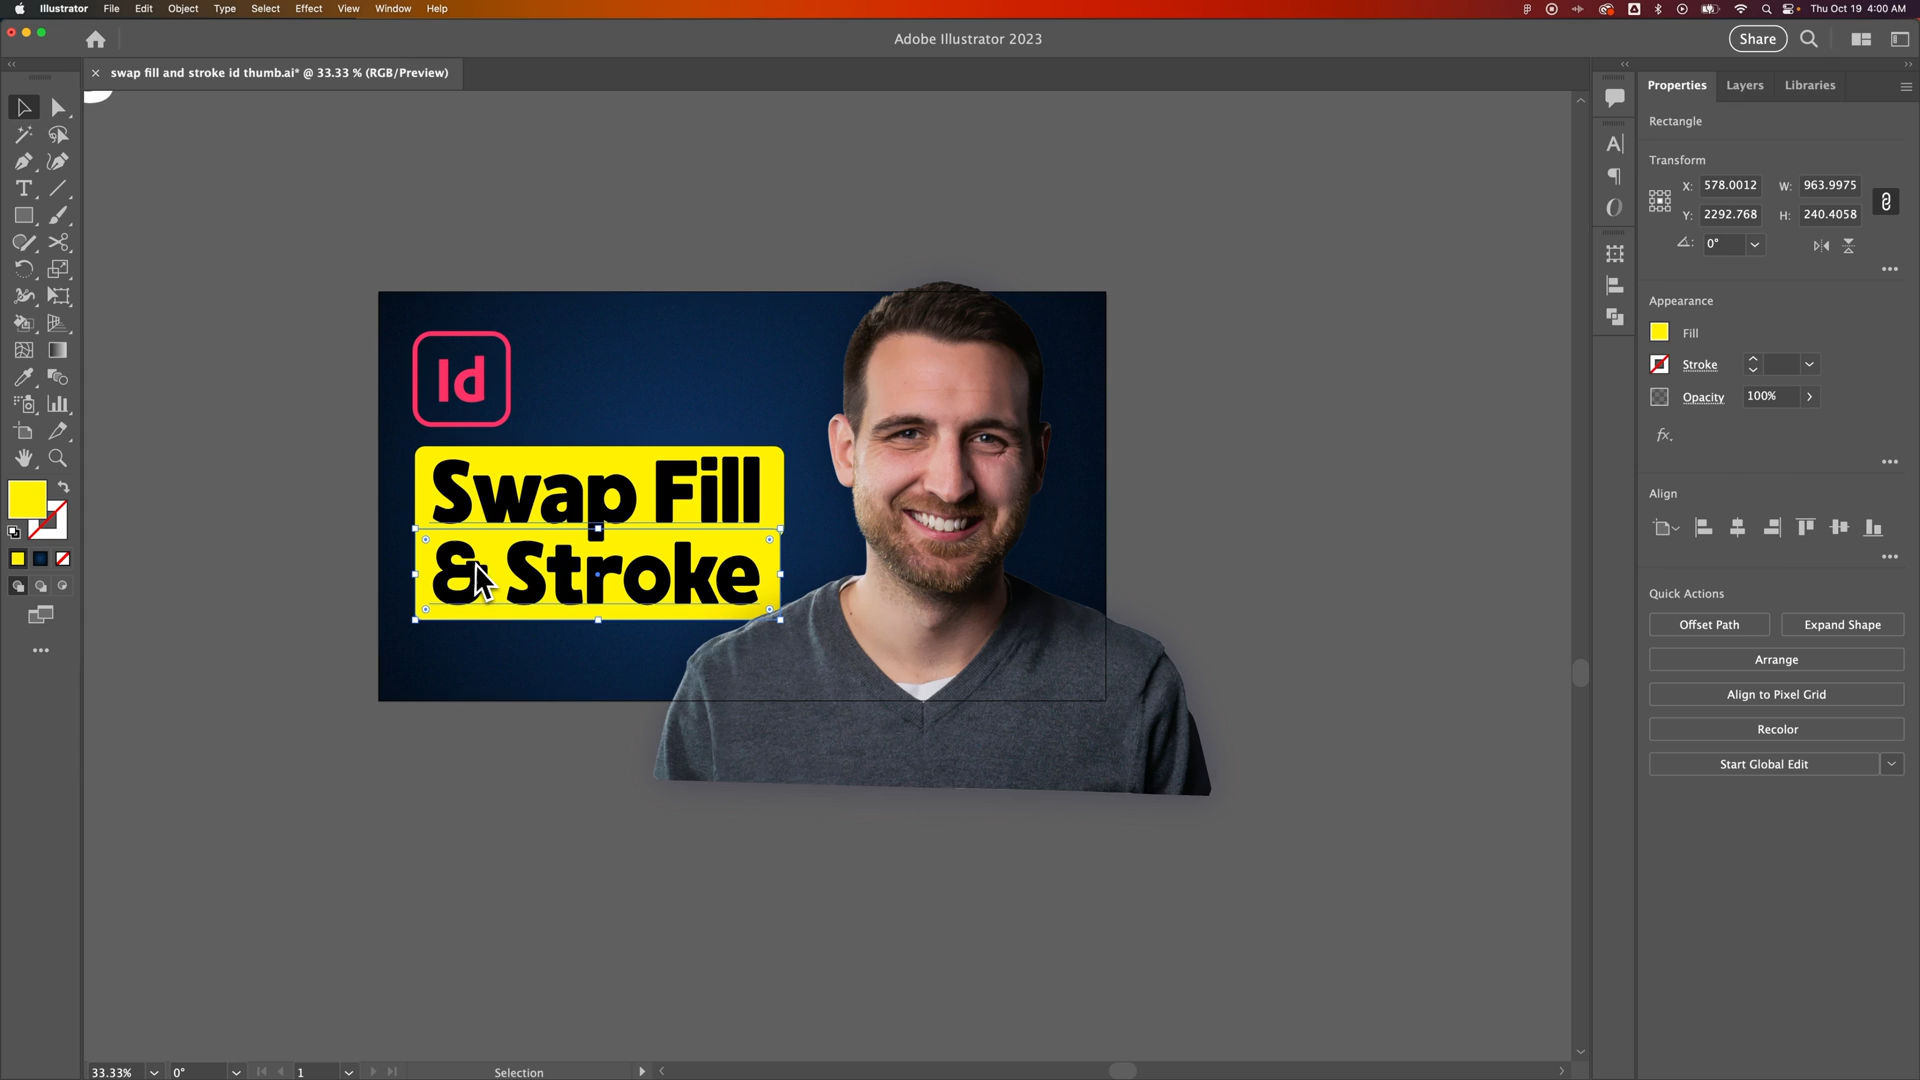 Illustrator File Edit Object Type Select Effect View Window Help
Thu Oct 19 4:00 AM
Adobe Illustrator 2023
Share
swap fill and stroke id thumb.ai* @ 33.33 % (RGB/Preview)
Properties Layers Libraries
Rectangle
Transform
X: 578.0012 W: 963.9975
Y: 2292.768 H: 240.4058
0°
Appearance
Fill
Stroke
Opacity 100%
fx
Align
Quick Actions
Offset Path Expand Shape
Arrange
Align to Pixel Grid
Recolor
Start Global Edit
Id
Swap Fill
& Stroke
33.33% 0° 1 Selection